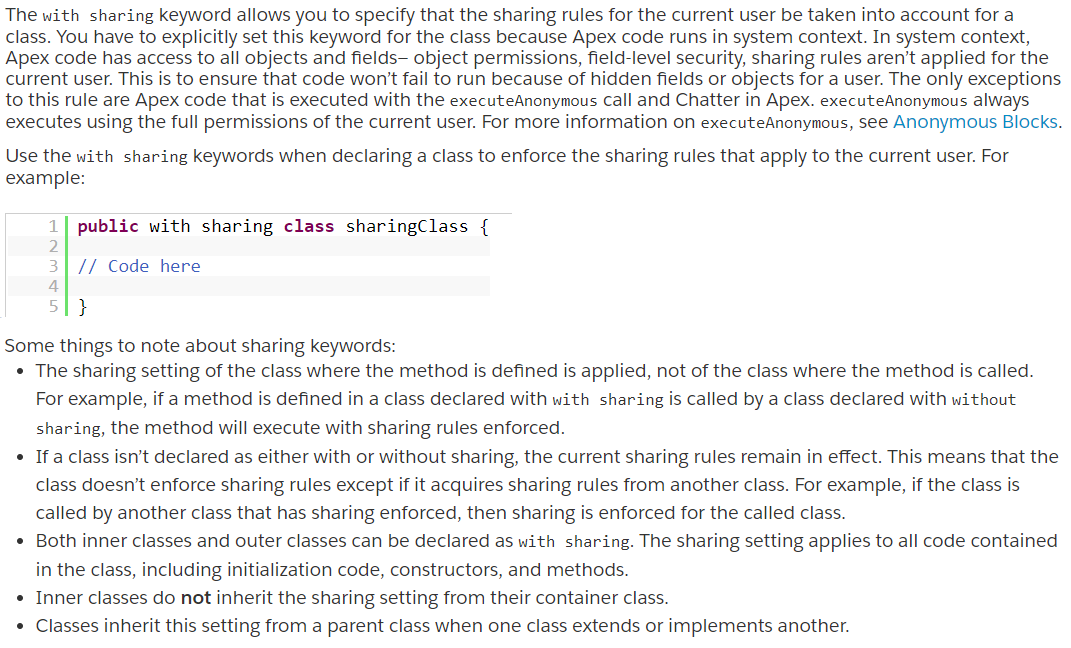 The with sharing keyword allows you to specify that the sharing rules for the current user be taken into account for a
class. You have to explicitly set this keyword for the class because Apex code runs in system context. In system context,
Apex code has access to all objects and fields– object permissions, field-level security, sharing rules aren't applied for the
current user. This is to ensure that code won't fail to run because of hidden fields or objects for a user. The only exceptions
to this rule are Apex code that is executed with the executeAnonymous call and Chatter in Apex. executeAnonymous always
executes using the full permissions of the current user. For more information on executeAnonymous, see Anonymous Blocks.
Use the with sharing keywords when declaring a class to enforce the sharing rules that apply to the current user. For
example:
1 public with sharing class sharingClass {
2
3 // Code here
4
5 }
Some things to note about sharing keywords:
• The sharing setting of the class where the method is defined is applied, not of the class where the method is called.
For example, if a method is defined in a class declared with with sharing is called by a class declared with without
sharing, the method will execute with sharing rules enforced.
• If a class isn't declared as either with or without sharing, the current sharing rules remain in effect. This means that the
class doesn't enforce sharing rules except if it acquires sharing rules from another class. For example, if the class is
called by another class that has sharing enforced, then sharing is enforced for the called class.
• Both inner classes and outer classes can be declared as with sharing. The sharing setting applies to all code contained
in the class, including initialization code, constructors, and methods.
• Inner classes do not inherit the sharing setting from their container class.
• Classes inherit this setting from a parent class when one class extends or implements another.